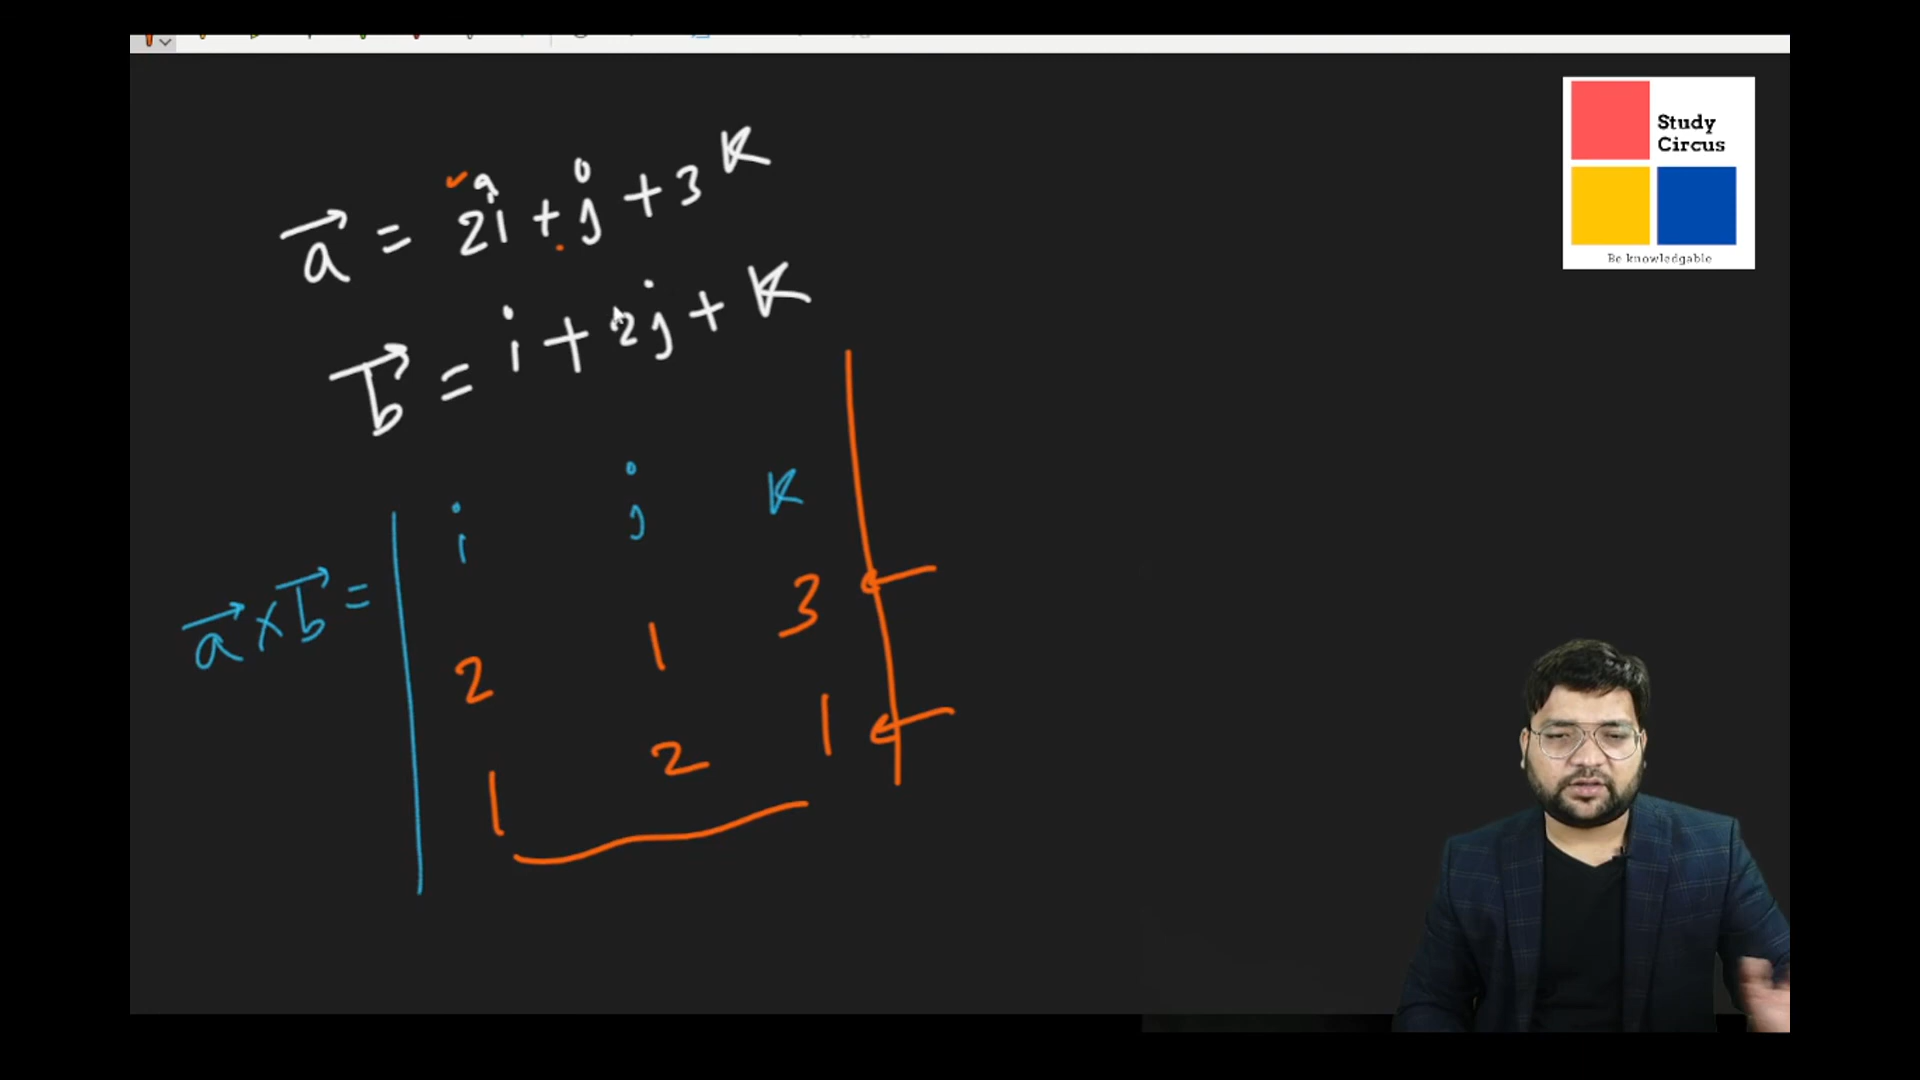 Study
Circus
Be knowledgable
a = 2i + j + 3k
b = i + 2j + k
a × b =
i j k
2 1 3
1 2 1